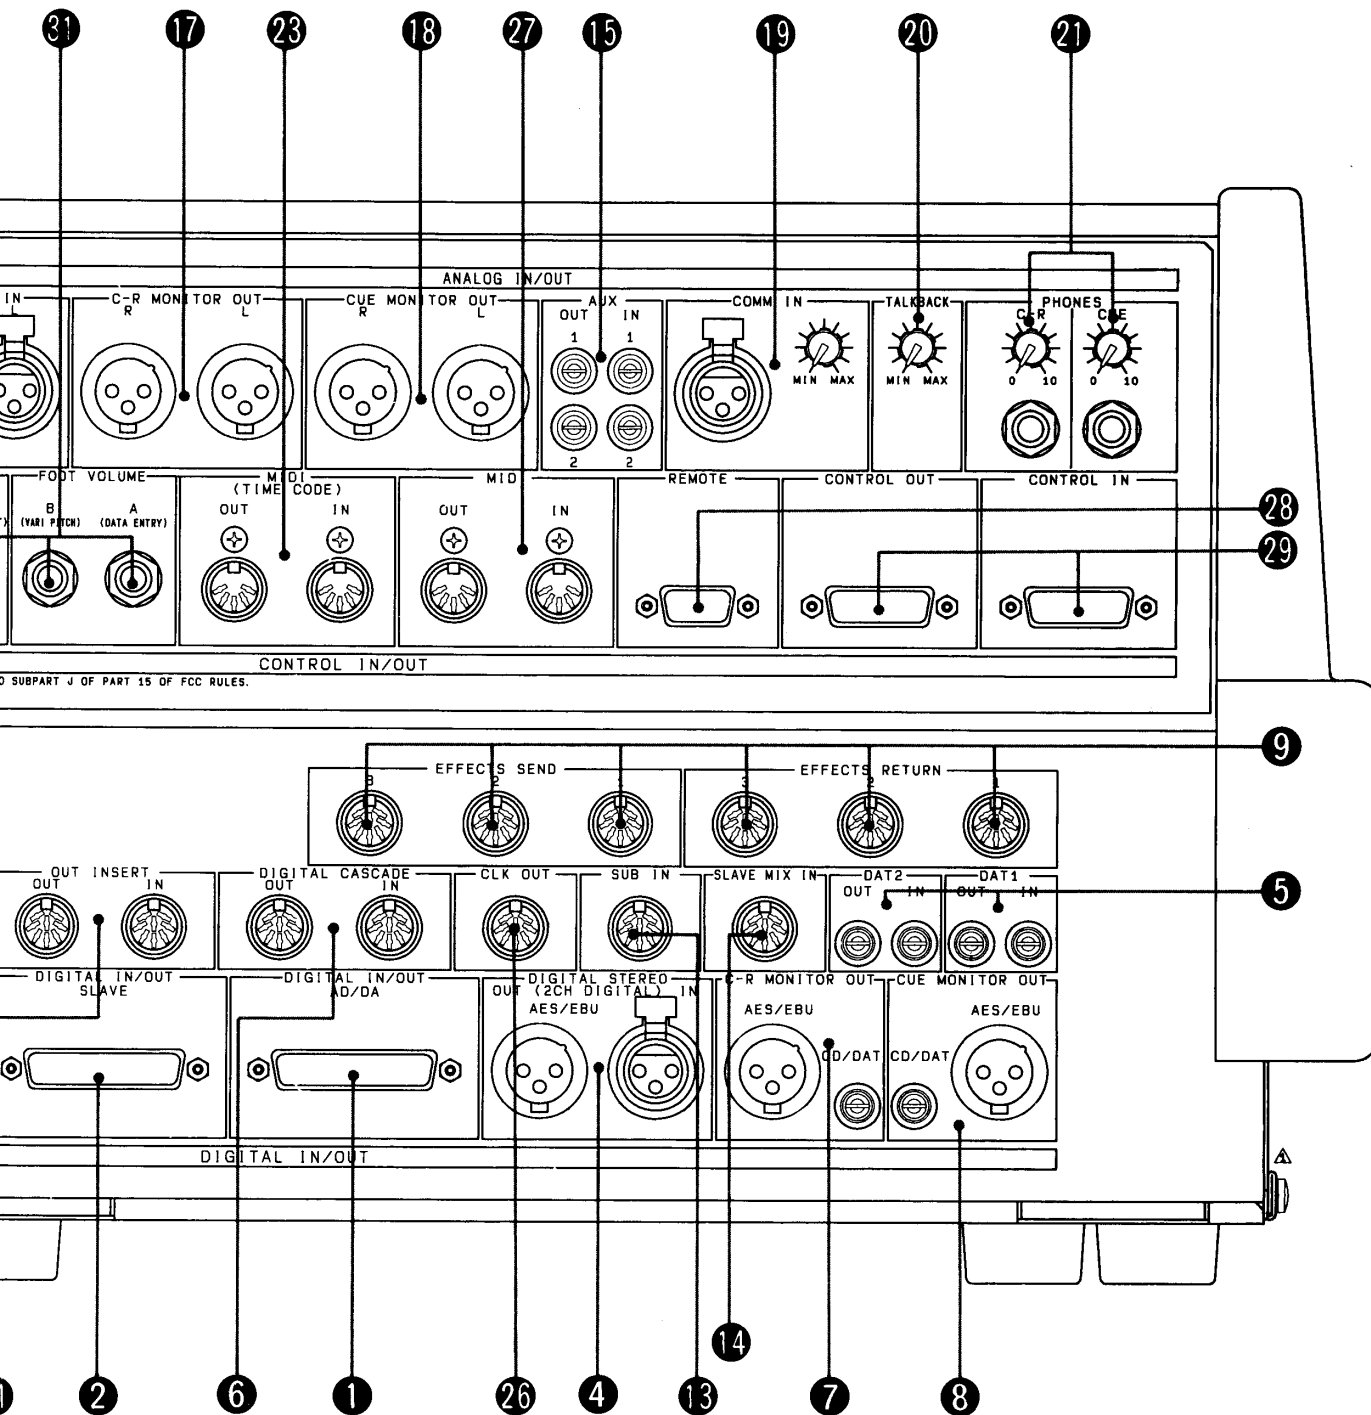 31 17 23 18 27 15 19 20 21
ANALOG IN/OUT
IN C-R MONITOR OUT CUE MONITOR OUT AUX COMM IN TALKBACK PHONES
L R L R L OUT IN C-R CUE
1 1
MIN MAX MIN MAX 0 10 0 10
2 2
FOOT VOLUME MIDI MIDI REMOTE CONTROL OUT CONTROL IN
(TIME CODE)
B A OUT IN OUT IN
(VARI PITCH) (DATA ENTRY)
28
29
CONTROL IN/OUT
SUBPART J OF PART 15 OF FCC RULES.
9
EFFECTS SEND EFFECTS RETURN
3 2 1 3 2 1
OUT INSERT DIGITAL CASCADE CLK OUT SUB IN SLAVE MIX IN DAT2 DAT1
OUT IN OUT IN OUT IN OUT IN
5
DIGITAL IN/OUT DIGITAL IN/OUT DIGITAL STEREO C-R MONITOR OUT CUE MONITOR OUT
SLAVE AD/DA OUT (2CH DIGITAL) IN
AES/EBU AES/EBU AES/EBU
CD/DAT CD/DAT
DIGITAL IN/OUT
14
2 6 1 26 4 13 7 8